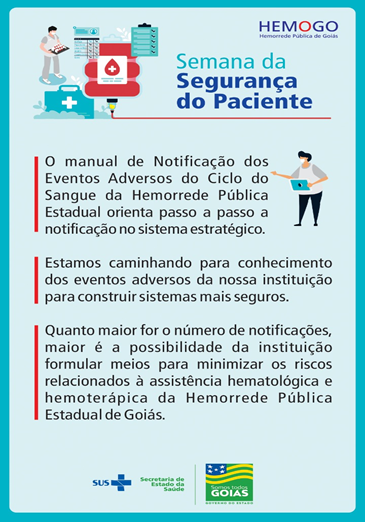 HEMOGO
Hemorrede Pública de Goiás
Semana da
Segurança
do Paciente
O manual de Notificação dos
Eventos Adversos do Ciclo do
Sangue da Hemorrede Pública
Estadual orienta passo a passo a
notificação no sistema estratégico.
Estamos caminhando para conhecimento
dos eventos adversos da nossa instituição
para construir sistemas mais seguros.
Quanto maior for o número de notificações,
maior é a possibilidade da instituição
formular meios para minimizar os riscos
relacionados à assistência hematológica e
hemoterápica da Hemorrede Pública
Estadual de Goiás.
SUS
Secretaria de
Estado da
Saúde
Somos todos
GOIÁS
GOVERNO DO ESTADO